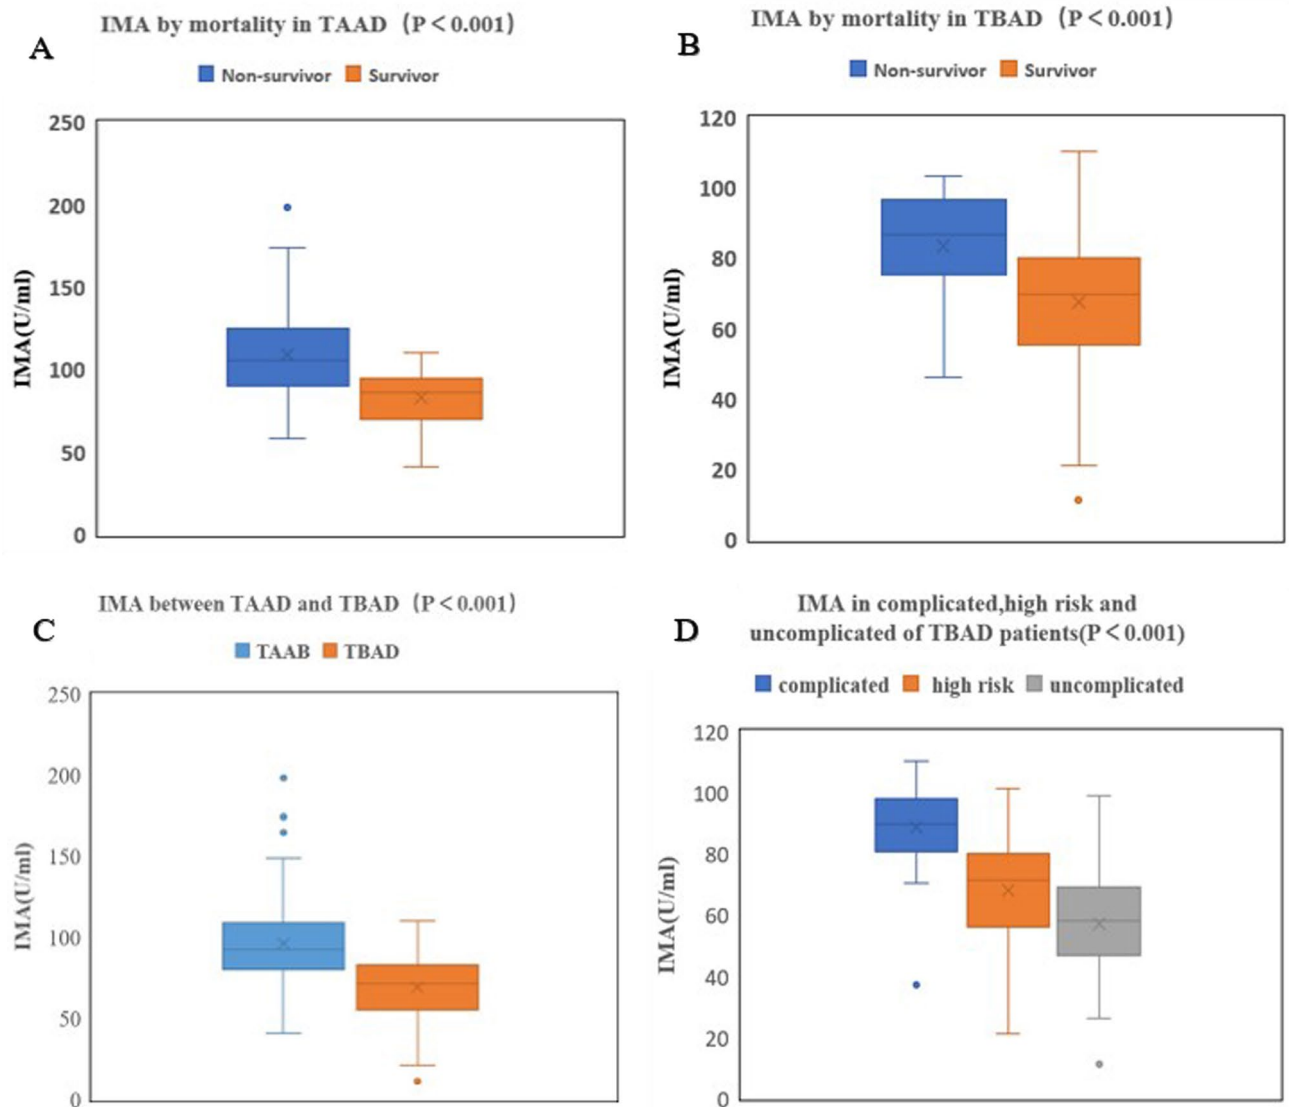 A
IMA by mortality in TAAD（P＜0.001）
Non-survivor Survivor
250
200
150
100
50
0
IMA(U/ml)
B
IMA by mortality in TBAD（P＜0.001）
Non-survivor Survivor
120
100
80
60
40
20
0
IMA(U/ml)
C
IMA between TAAD and TBAD（P＜0.001）
TAAB TBAD
250
200
150
100
50
0
IMA(U/ml)
D
IMA in complicated,high risk and
uncomplicated of TBAD patients(P＜0.001)
complicated high risk uncomplicated
120
100
80
60
40
20
0
IMA(U/ml)